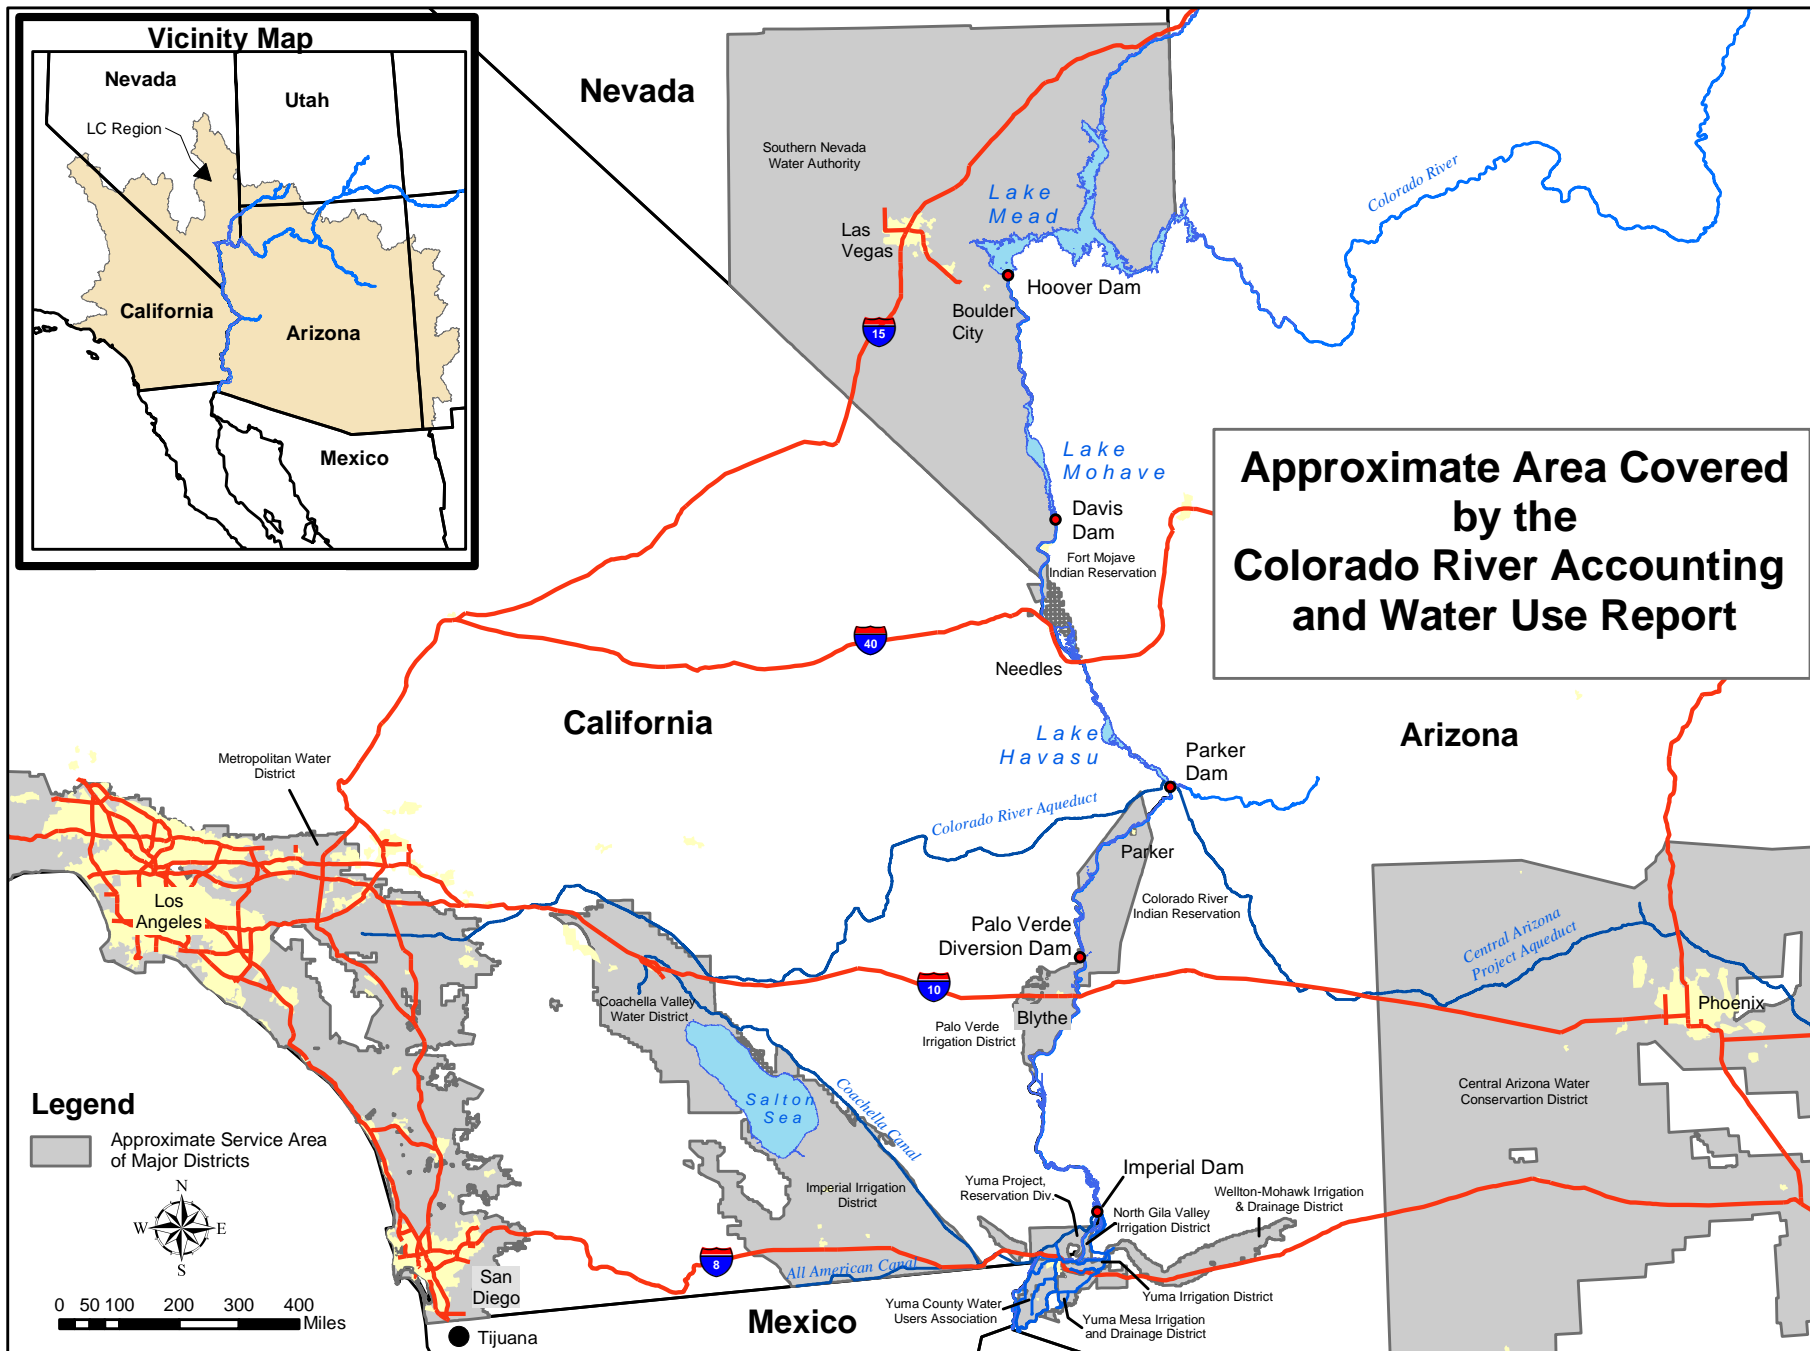 Vicinity Map
Nevada
Utah
LC Region
California
Arizona
Mexico
Nevada
Southern Nevada
Water Authority
Lake
Mead
Colorado River
Las
Vegas
Hoover Dam
Boulder
City
15
Lake
Mohave
Davis
Dam
Fort Mojave
Indian Reservation
Approximate Area Covered
by the
Colorado River Accounting
and Water Use Report
40
Needles
California
Lake
Havasu
Arizona
Parker
Dam
Metropolitan Water
District
Colorado River Aqueduct
Parker
Los
Angeles
Colorado River
Indian Reservation
Palo Verde
Diversion Dam
Central Arizona
Project Aqueduct
10
Coachella Valley
Water District
Blythe
Phoenix
Palo Verde
Irrigation District
Salton
Sea
Coachella Canal
Central Arizona Water
Conservartion District
Legend
Approximate Service Area
of Major Districts
N
W
E
S
Imperial Irrigation
District
Imperial Dam
Yuma Project,
Reservation Div.
North Gila Valley
Irrigation District
Wellton-Mohawk Irrigation
& Drainage District
8
All American Canal
San
Diego
Yuma Irrigation District
Yuma County Water
Users Association
Yuma Mesa Irrigation
and Drainage District
Mexico
0 50 100 200 300 400
Miles
Tijuana